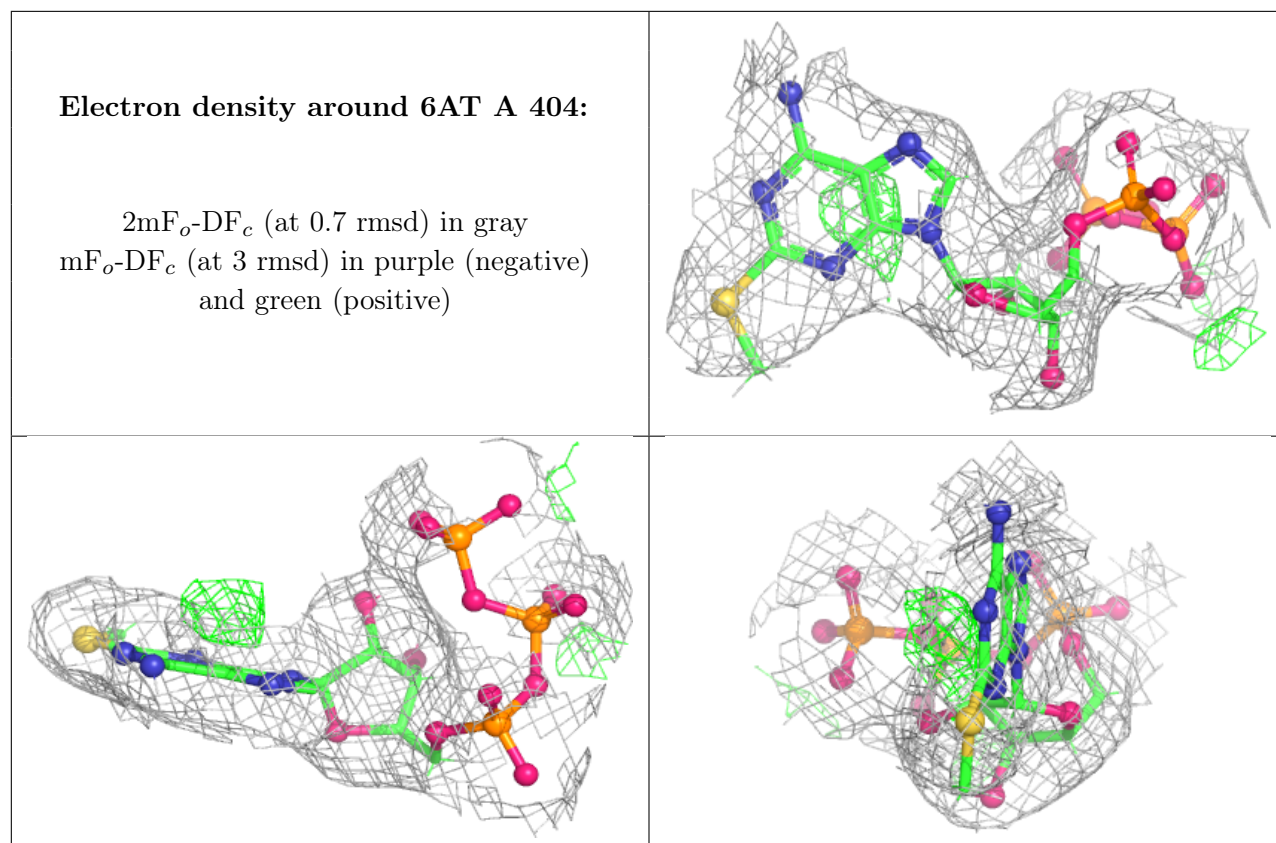 Electron density around 6AT A 404:
2mFo-DFc (at 0.7 rmsd) in gray
mFo-DFc (at 3 rmsd) in purple (negative)
and green (positive)